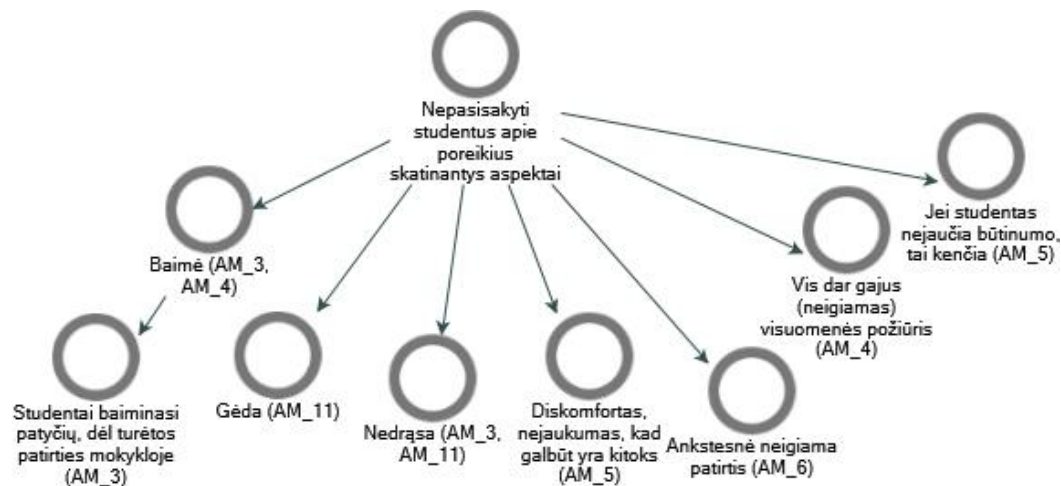 Nepasisakyti
studentus apie
poreikius
skatinantys aspektai
Jei studentas
nejaučia būtinumo,
tai kenčia (AM_5)
Baimė (AM_3,
AM_4)
Vis dar gajus
(neigiamas)
visuomenės požiūris
(AM_4)
Studentai baiminasi
patyčių, dėl turėtos
patirties mokykloje
(AM_3)
Gėda (AM_11)
Nedrąsa (AM_3,
AM_11)
Diskomfortas,
nejaukumas, kad
galbūt yra kitoks
(AM_5)
Ankstesnė neigiama
patirtis (AM_6)